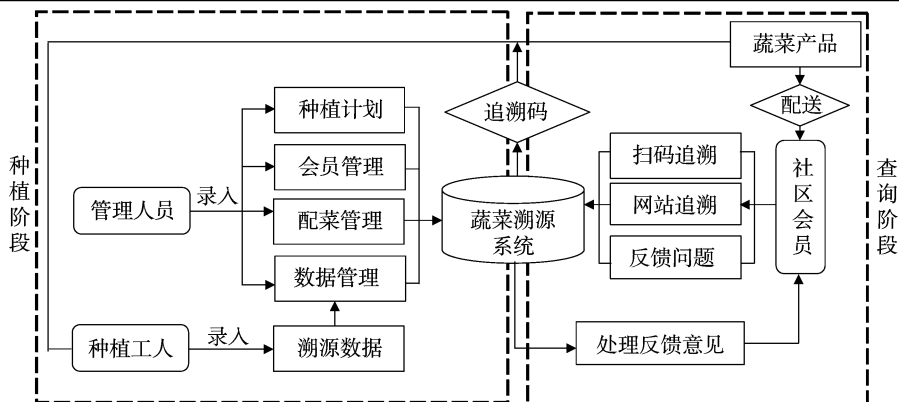 蔬菜产品
配送
追溯码
种植计划
会员管理
配菜管理
数据管理
管理人员
录入
种植阶段
蔬菜溯源
系统
扫码追溯
网站追溯
反馈问题
社区会员
查询阶段
种植工人
录入
溯源数据
处理反馈意见